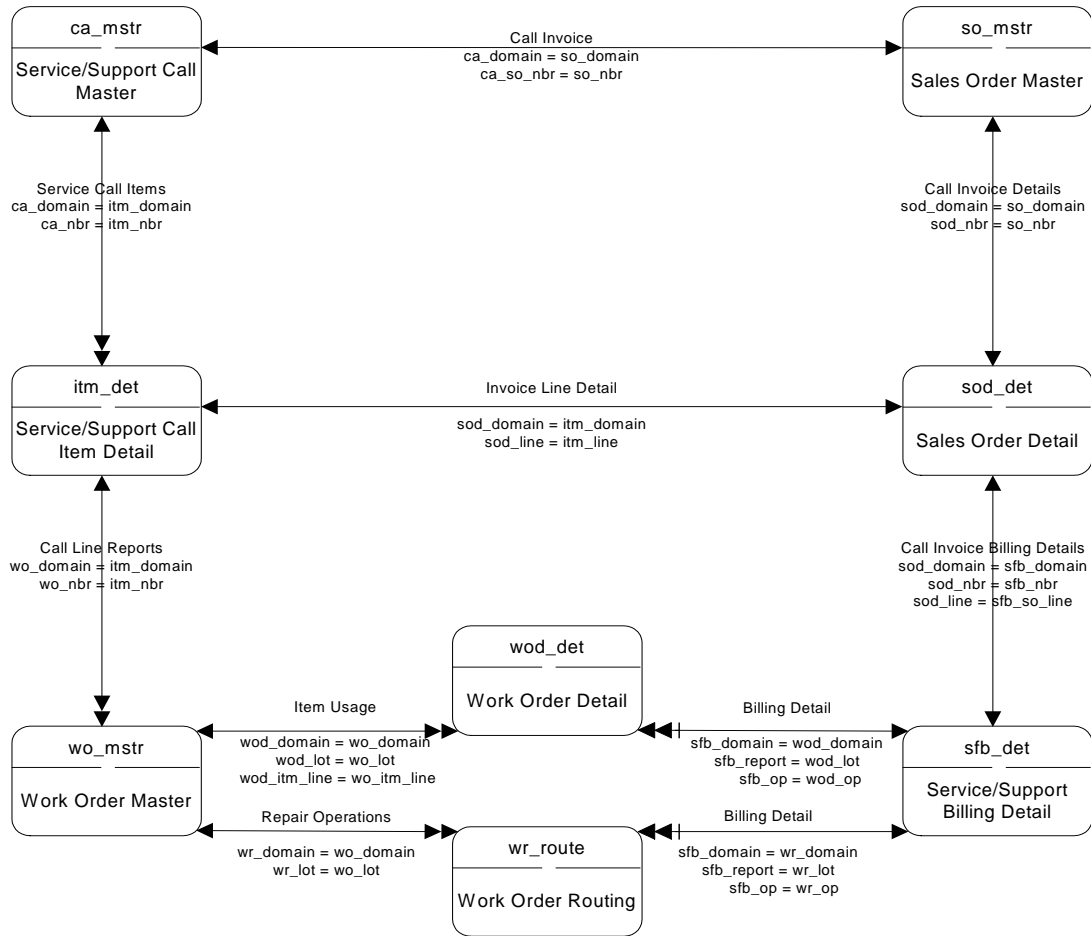 ca_mstr
Service/Support Call
Master
Call Invoice
ca_domain = so_domain
ca_so_nbr = so_nbr
so_mstr
Sales Order Master
Service Call Items
ca_domain = itm_domain
ca_nbr = itm_nbr
Call Invoice Details
sod_domain = so_domain
sod_nbr = so_nbr
itm_det
Service/Support Call
Item Detail
Invoice Line Detail
sod_domain = itm_domain
sod_line = itm_line
sod_det
Sales Order Detail
Call Line Reports
wo_domain = itm_domain
wo_nbr = itm_nbr
Call Invoice Billing Details
sod_domain = sfb_domain
sod_nbr = sfb_nbr
sod_line = sfb_so_line
wod_det
Work Order Detail
wo_mstr
Work Order Master
Item Usage
wod_domain = wo_domain
wod_lot = wo_lot
wod_itm_line = wo_itm_line
Billing Detail
sfb_domain = wod_domain
sfb_report = wod_lot
sfb_op = wod_op
sfb_det
Service/Support
Billing Detail
Repair Operations
wr_domain = wo_domain
wr_lot = wo_lot
wr_route
Work Order Routing
Billing Detail
sfb_domain = wr_domain
sfb_report = wr_lot
sfb_op = wr_op